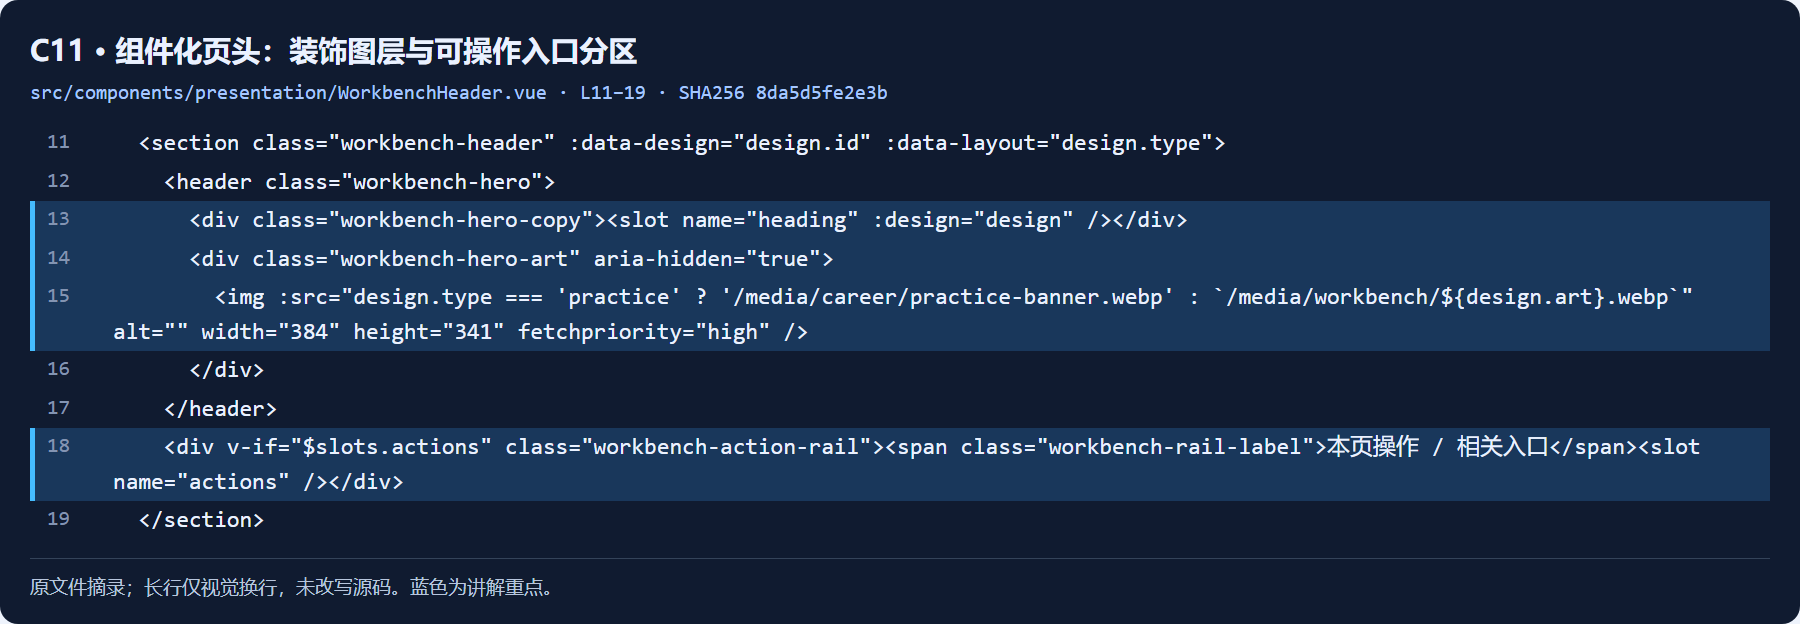 C11 • 组件化页头：装饰图层与可操作入口分区
src/components/presentation/WorkbenchHeader.vue · L11–19 · SHA256 8da5d5fe2e3b
11 <section class="workbench-header" :data-design="design.id" :data-layout="design.type">
12 <header class="workbench-hero">
13 <div class="workbench-hero-copy"><slot name="heading" :design="design" /></div>
14 <div class="workbench-hero-art" aria-hidden="true">
15 <img :src="design.type === 'practice' ? '/media/career/practice-banner.webp' : `/media/workbench/${design.art}.webp`"
alt="" width="384" height="341" fetchpriority="high" />
16 </div>
17 </header>
18 <div v-if="$slots.actions" class="workbench-action-rail"><span class="workbench-rail-label">本页操作 / 相关入口</span><slot
name="actions" /></div>
19 </section>
原文件摘录；长行仅视觉换行，未改写源码。蓝色为讲解重点。